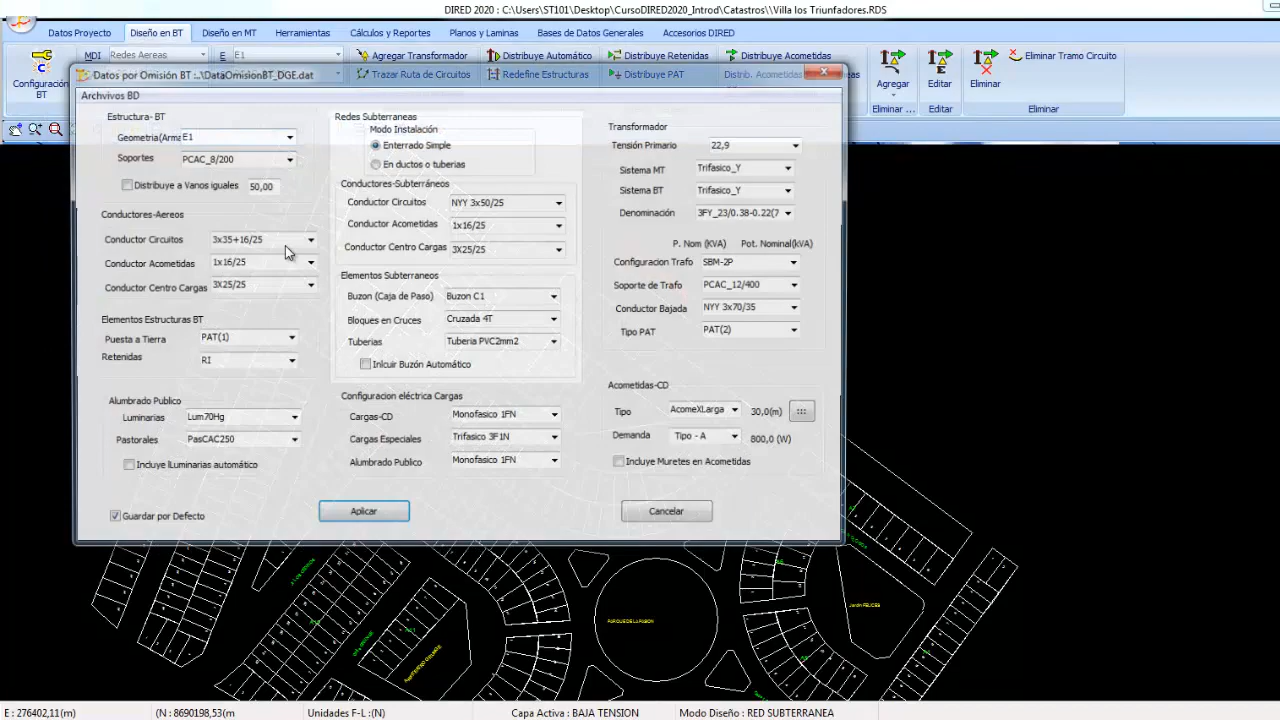 DIRED 2020 : C:\Users\ST101\Desktop\CursoDIRED2020_Introd\Catastros\\Villa los Triunfadores.RDS
Datos Proyecto Diseño en BT Diseño en MT Herramientas Cálculos y Reportes Planos y Laminas Bases de Datos Generales Accesorios DIRED
MDI Redes Aereas E E1 Agregar Transformador Distribuye Automático Distribuye Retenidas Distribuye Acometidas Eliminar Tramo Circuito
Trazar Ruta de Circuitos Redefine Estructuras Distribuye PAT Distrib. Acometidas
Configuración BT
Agregar Editar Eliminar
Eliminar ... Editar Eliminar
Datos por Omisión BT :..\DataOmisionBT_DGE.dat
Archvivos BD
Estructura- BT
Geometria(Arma E1
Soportes PCAC_8/200
Distribuye a Vanos iguales 50,00
Conductores-Aereos
Conductor Circuitos 3x35+16/25
Conductor Acometidas 1x16/25
Conductor Centro Cargas 3X25/25
Elementos Estructuras BT
Puesta a Tierra PAT(1)
Retenidas RI
Alumbrado Publico
Luminarias Lum70Hg
Pastorales PasCAC250
Incluye Iluminarias automático
Guardar por Defecto
Redes Subterraneas
Modo Instalación
Enterrado Simple
En ductos o tuberias
Conductores-Subterráneos
Conductor Circuitos NYY 3x50/25
Conductor Acometidas 1x16/25
Conductor Centro Cargas 3X25/25
Elementos Subterraneos
Buzon (Caja de Paso) Buzon C1
Bloques en Cruces Cruzada 4T
Tuberias Tuberia PVC2mm2
Inlcuir Buzón Automático
Configuracion eléctrica Cargas
Cargas-CD Monofasico 1FN
Cargas Especiales Trifasico 3F1N
Alumbrado Publico Monofasico 1FN
Aplicar
Transformador
Tensión Primario 22,9
Sistema MT Trifasico_Y
Sistema BT Trifasico_Y
Denominación 3FY_23/0.38-0.22(7
P. Nom (KVA) Pot. Nominal(kVA)
Configuracion Trafo SBM-2P
Soporte de Trafo PCAC_12/400
Conductor Bajada NYY 3x70/35
Tipo PAT PAT(2)
Acometidas-CD
Tipo AcomeXLarga 30,0(m) ...
Demanda Tipo - A 800,0 (W)
Incluye Muretes en Acometidas
Cancelar
E : 276402,11(m) (N : 8690198,53(m Unidades F-L :(N) Capa Activa : BAJA TENSION Modo Diseño : RED SUBTERRANEA